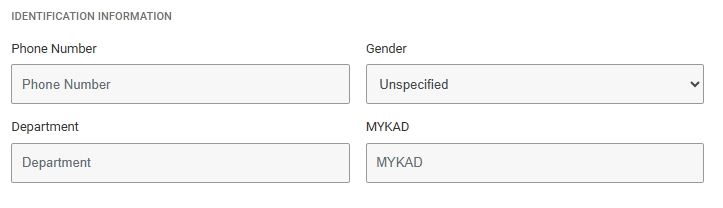 IDENTIFICATION INFORMATION
Phone Number Gender
Phone Number Unspecified
Department MYKAD
Department MYKAD